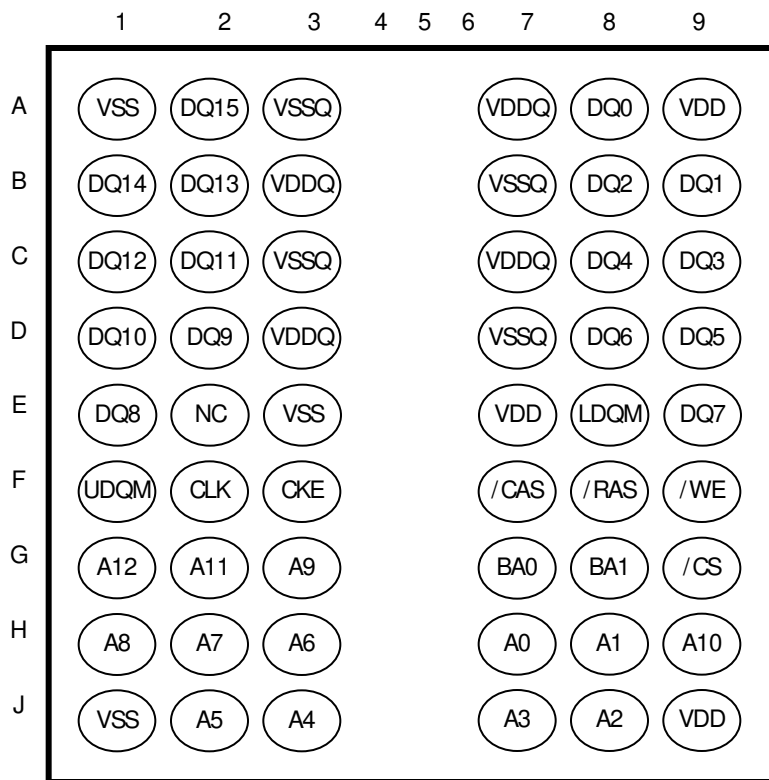 1 2 3 4 5 6 7 8 9
A VSS DQ15 VSSQ VDDQ DQ0 VDD
B DQ14 DQ13 VDDQ VSSQ DQ2 DQ1
C DQ12 DQ11 VSSQ VDDQ DQ4 DQ3
D DQ10 DQ9 VDDQ VSSQ DQ6 DQ5
E DQ8 NC VSS VDD LDQM DQ7
F UDQM CLK CKE /CAS /RAS /WE
G A12 A11 A9 BA0 BA1 /CS
H A8 A7 A6 A0 A1 A10
J VSS A5 A4 A3 A2 VDD